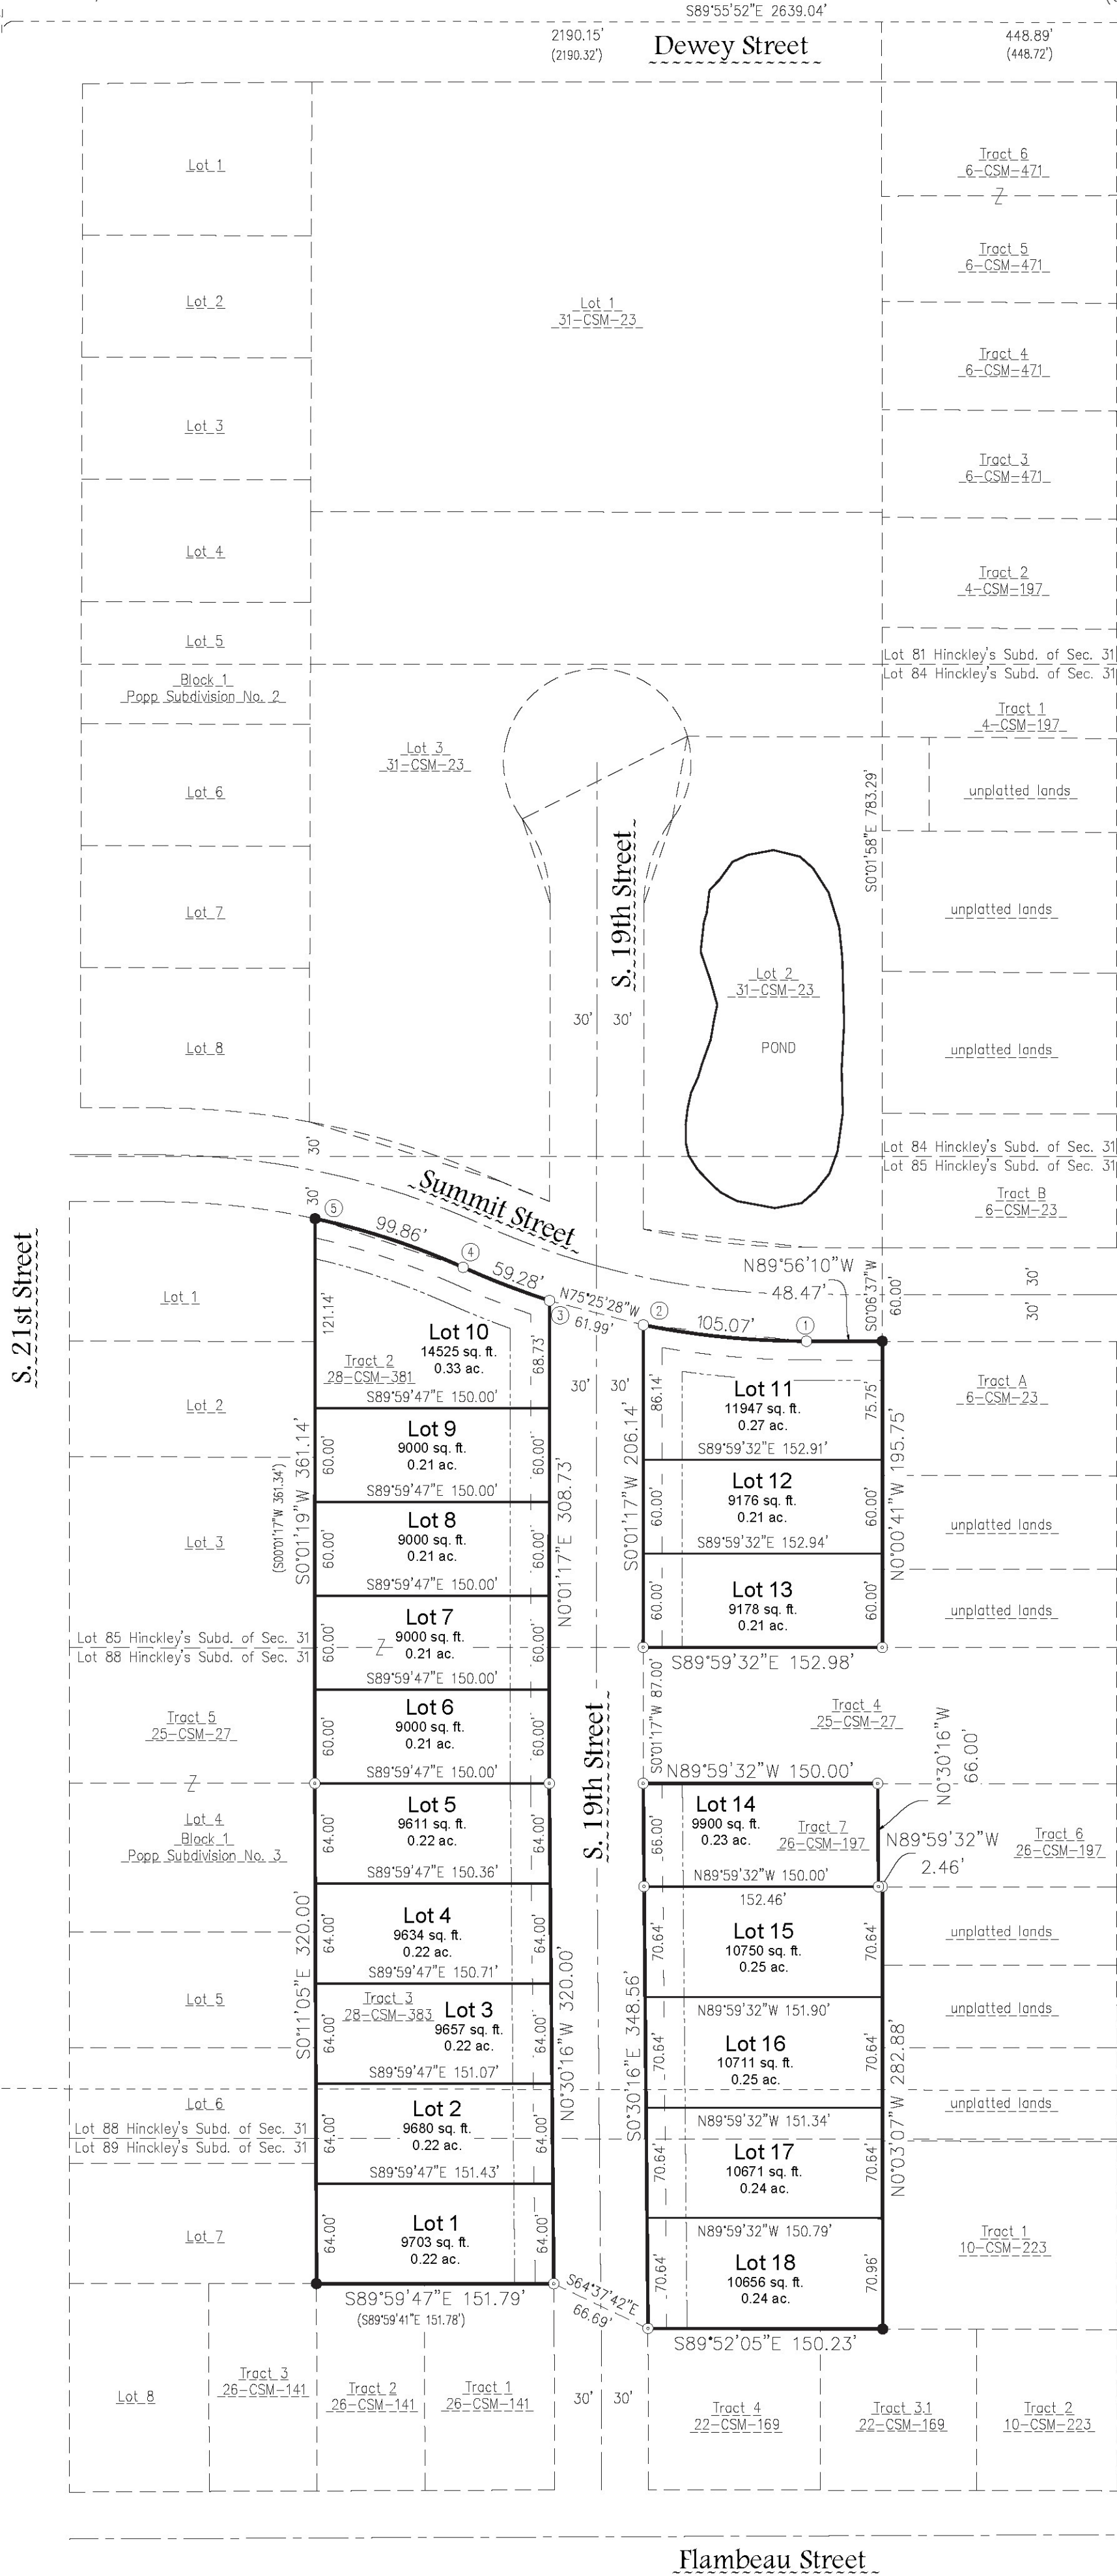 S89°55'52"E 2639.04'
2190.15'
(2190.32')
Dewey Street
448.89'
(448.72')
Lot 1
Lot 2
Lot 3
Lot 4
Lot 5
Block 1
Popp Subdivision No. 2
Lot 6
Lot 7
Lot 8
Lot 1
31-CSM-23
Tract 6
6-CSM-471
Z
Tract 5
6-CSM-471
Tract 4
6-CSM-471
Tract 3
6-CSM-471
Tract 2
4-CSM-197
Lot 81 Hinckley's Subd. of Sec. 31
Lot 84 Hinckley's Subd. of Sec. 31
Tract 1
4-CSM-197
unplatted lands
unplatted lands
unplatted lands
Lot 84 Hinckley's Subd. of Sec. 31
Lot 85 Hinckley's Subd. of Sec. 31
Tract B
6-CSM-23
Lot 3
31-CSM-23
S. 19th Street
30' 30'
S0°01'58"E 783.29'
Lot 2
31-CSM-23
POND
30'
30'
Summit Street
S. 21st Street
5
99.86'
4
59.28'
3
N75°25'28"W
61.99'
2
105.07'
1
N89°56'10"W
48.47'
S0°06'37"W
60.00'
30'
30'
Lot 1
Lot 2
Lot 3
Lot 85 Hinckley's Subd. of Sec. 31
Lot 88 Hinckley's Subd. of Sec. 31
Tract 5
25-CSM-27
Z
Lot 4
Block 1
Popp Subdivision No. 3
Lot 5
Lot 6
Lot 88 Hinckley's Subd. of Sec. 31
Lot 89 Hinckley's Subd. of Sec. 31
Lot 7
Lot 8
(S00°01'17"W 361.34')
S0°01'19"W 361.14'
S0°11'05"E 320.00'
121.14'
Lot 10
14525 sq. ft.
0.33 ac.
Tract 2
28-CSM-381
68.73'
S89°59'47"E 150.00'
60.00'
Lot 9
9000 sq. ft.
0.21 ac.
60.00'
S89°59'47"E 150.00'
60.00'
Lot 8
9000 sq. ft.
0.21 ac.
60.00'
S89°59'47"E 150.00'
60.00'
Lot 7
9000 sq. ft.
0.21 ac.
Z
60.00'
S89°59'47"E 150.00'
60.00'
Lot 6
9000 sq. ft.
0.21 ac.
60.00'
S89°59'47"E 150.00'
64.00'
Lot 5
9611 sq. ft.
0.22 ac.
64.00'
S89°59'47"E 150.36'
64.00'
Lot 4
9634 sq. ft.
0.22 ac.
64.00'
S89°59'47"E 150.71'
64.00'
Tract 3
28-CSM-383
Lot 3
9657 sq. ft.
0.22 ac.
64.00'
S89°59'47"E 151.07'
64.00'
Lot 2
9680 sq. ft.
0.22 ac.
64.00'
S89°59'47"E 151.43'
64.00'
Lot 1
9703 sq. ft.
0.22 ac.
64.00'
S89°59'47"E 151.79'
(S89°59'41"E 151.78')
N0°01'17"E 308.73'
N0°30'16"W 320.00'
30' 30'
S. 19th Street
S64°37'42"E
66.69'
S0°01'17"W 206.14'
86.14'
Lot 11
11947 sq. ft.
0.27 ac.
75.75'
S89°59'32"E 152.91'
60.00'
Lot 12
9176 sq. ft.
0.21 ac.
60.00'
S89°59'32"E 152.94'
60.00'
Lot 13
9178 sq. ft.
0.21 ac.
60.00'
S89°59'32"E 152.98'
N0°00'41"W 195.75'
Tract A
6-CSM-23
unplatted lands
unplatted lands
S0°01'17"W 87.00'
Tract 4
25-CSM-27
N89°59'32"W 150.00'
N0°30'16"W
66.00'
66.00'
Lot 14
9900 sq. ft.
0.23 ac.
Tract 7
26-CSM-197
N89°59'32"W
2.46'
Tract 6
26-CSM-197
N89°59'32"W 150.00'
152.46'
70.64'
Lot 15
10750 sq. ft.
0.25 ac.
70.64'
N89°59'32"W 151.90'
70.64'
Lot 16
10711 sq. ft.
0.25 ac.
70.64'
N89°59'32"W 151.34'
70.64'
Lot 17
10671 sq. ft.
0.24 ac.
70.64'
N89°59'32"W 150.79'
70.64'
Lot 18
10656 sq. ft.
0.24 ac.
70.96'
S89°52'05"E 150.23'
S0°30'16"E 348.56'
N0°03'07"W 282.88'
unplatted lands
unplatted lands
unplatted lands
Tract 1
10-CSM-223
Tract 3
26-CSM-141
Tract 2
26-CSM-141
Tract 1
26-CSM-141
30' 30'
Tract 4
22-CSM-169
Tract 3,1
22-CSM-169
Tract 2
10-CSM-223
Flambeau Street